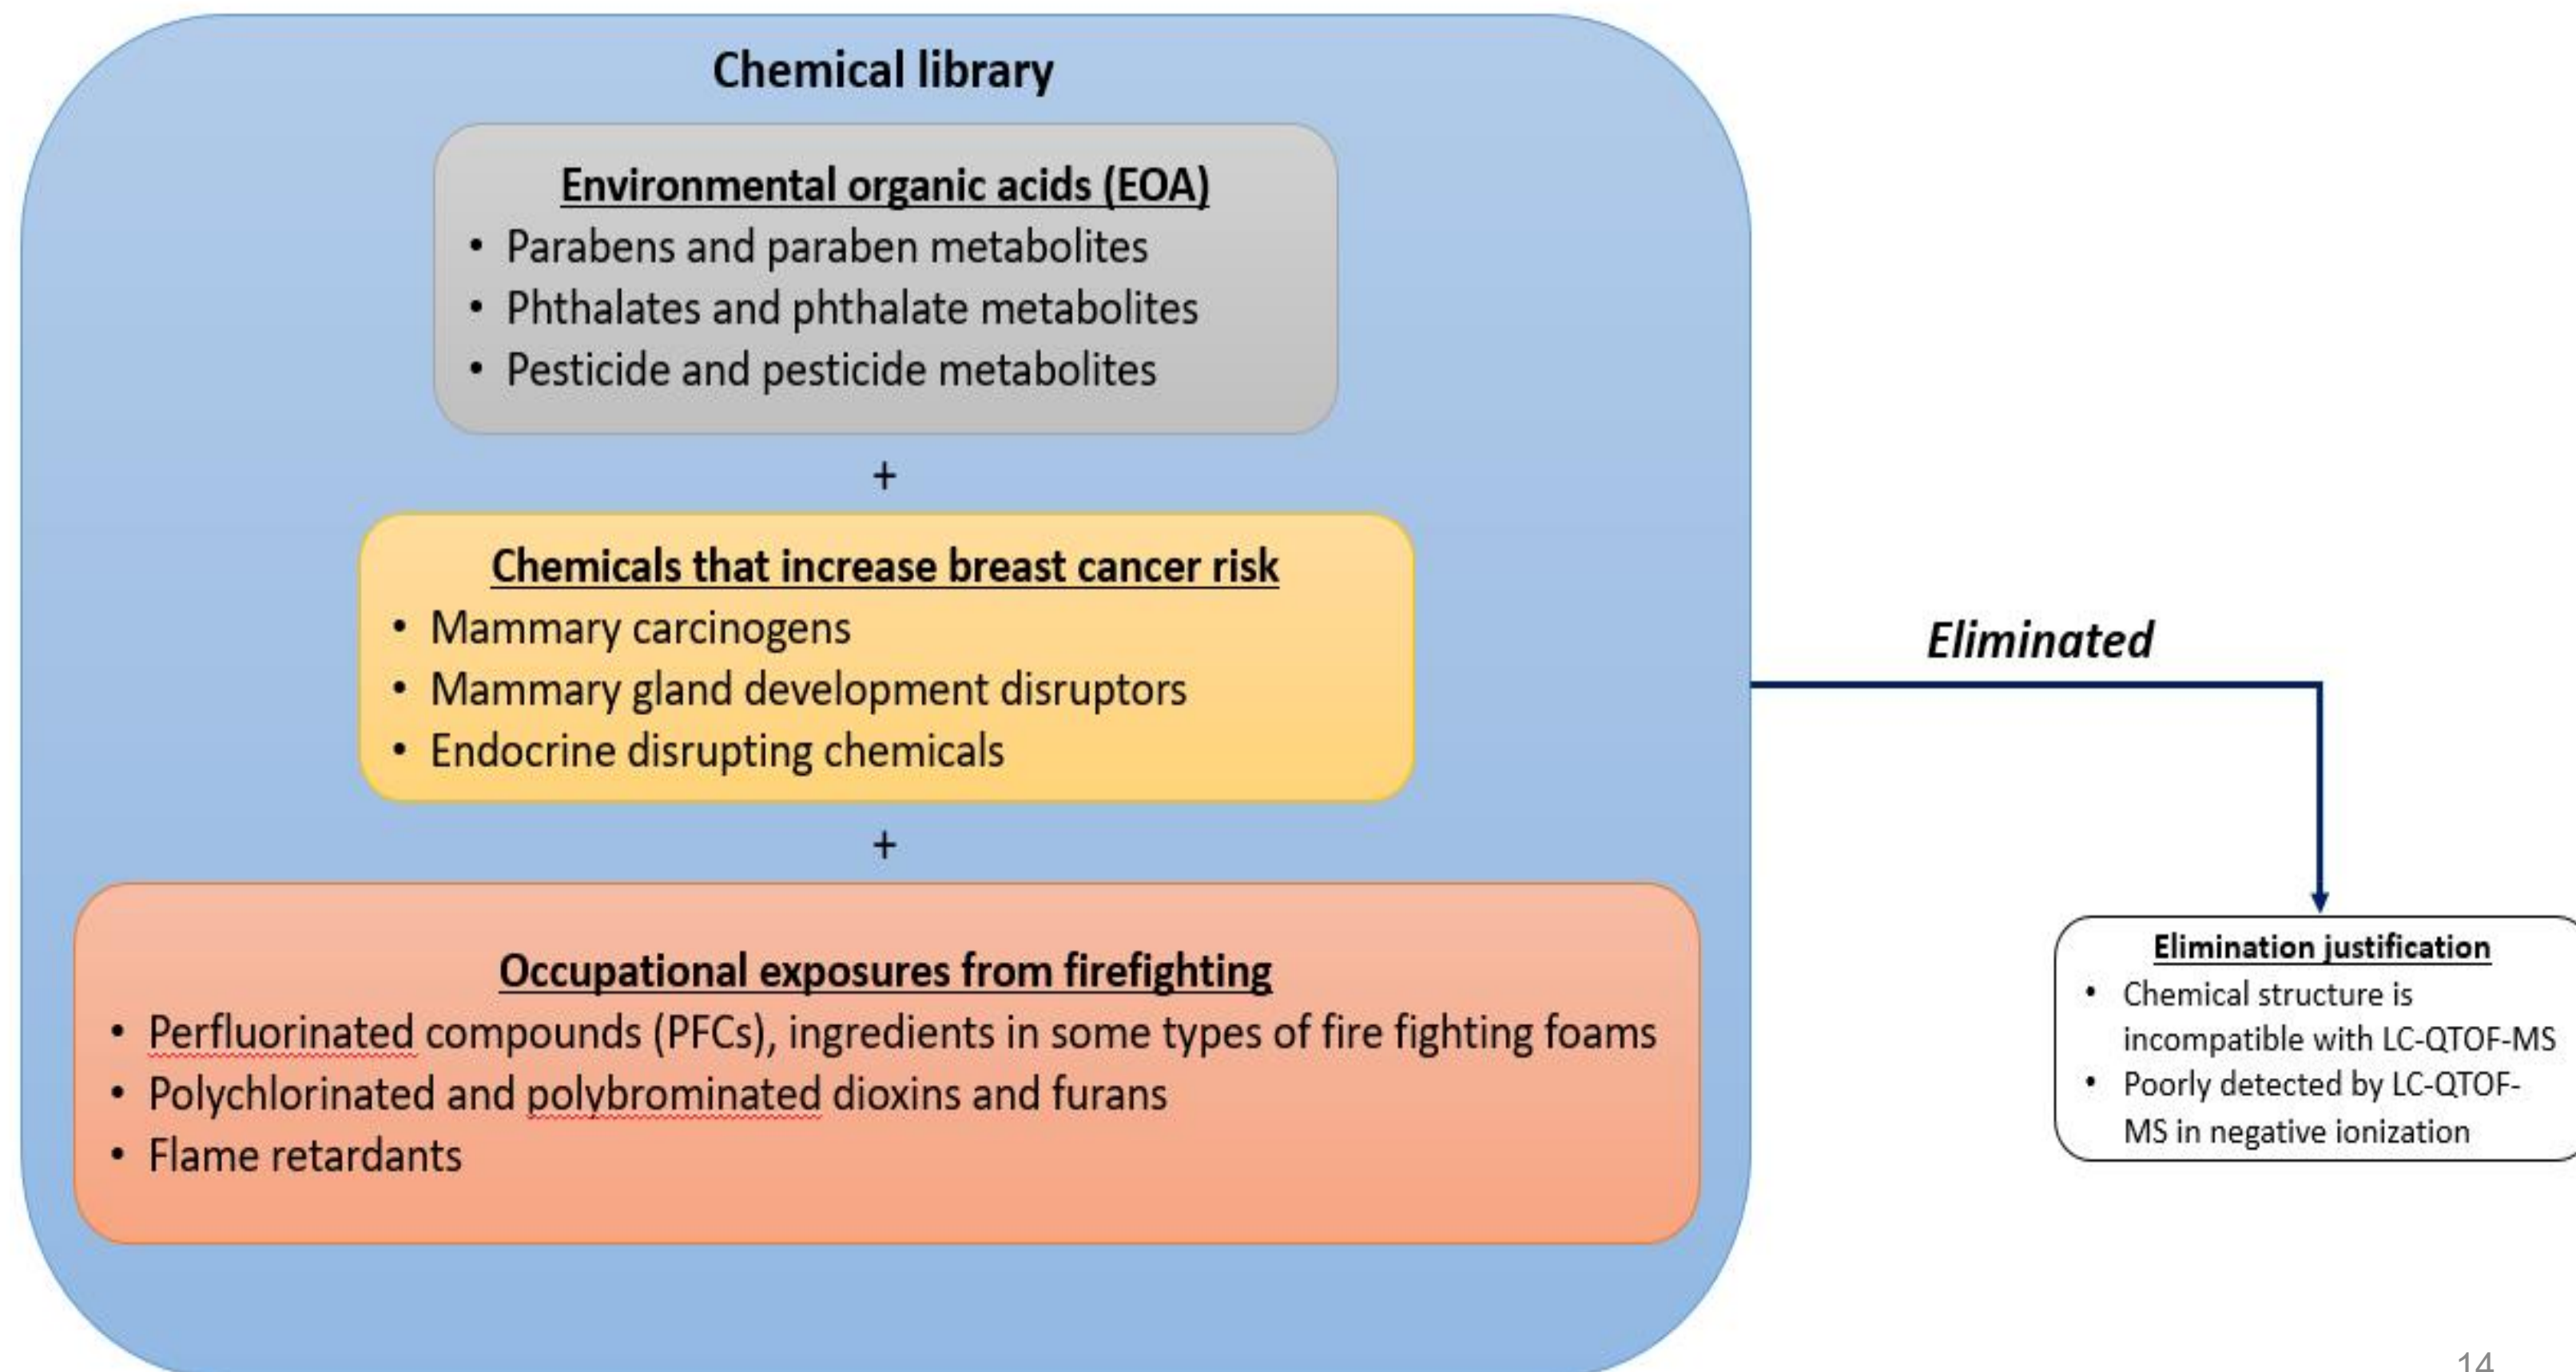 Chemical library
Environmental organic acids (EOA)
• Parabens and paraben metabolites
• Phthalates and phthalate metabolites
• Pesticide and pesticide metabolites
+
Chemicals that increase breast cancer risk
• Mammary carcinogens
• Mammary gland development disruptors
• Endocrine disrupting chemicals
+
Occupational exposures from firefighting
• Perfluorinated compounds (PFCs), ingredients in some types of fire fighting foams
• Polychlorinated and polybrominated dioxins and furans
• Flame retardants
Eliminated
Elimination justification
• Chemical structure is
incompatible with LC-QTOF-MS
• Poorly detected by LC-QTOF-
MS in negative ionization
14